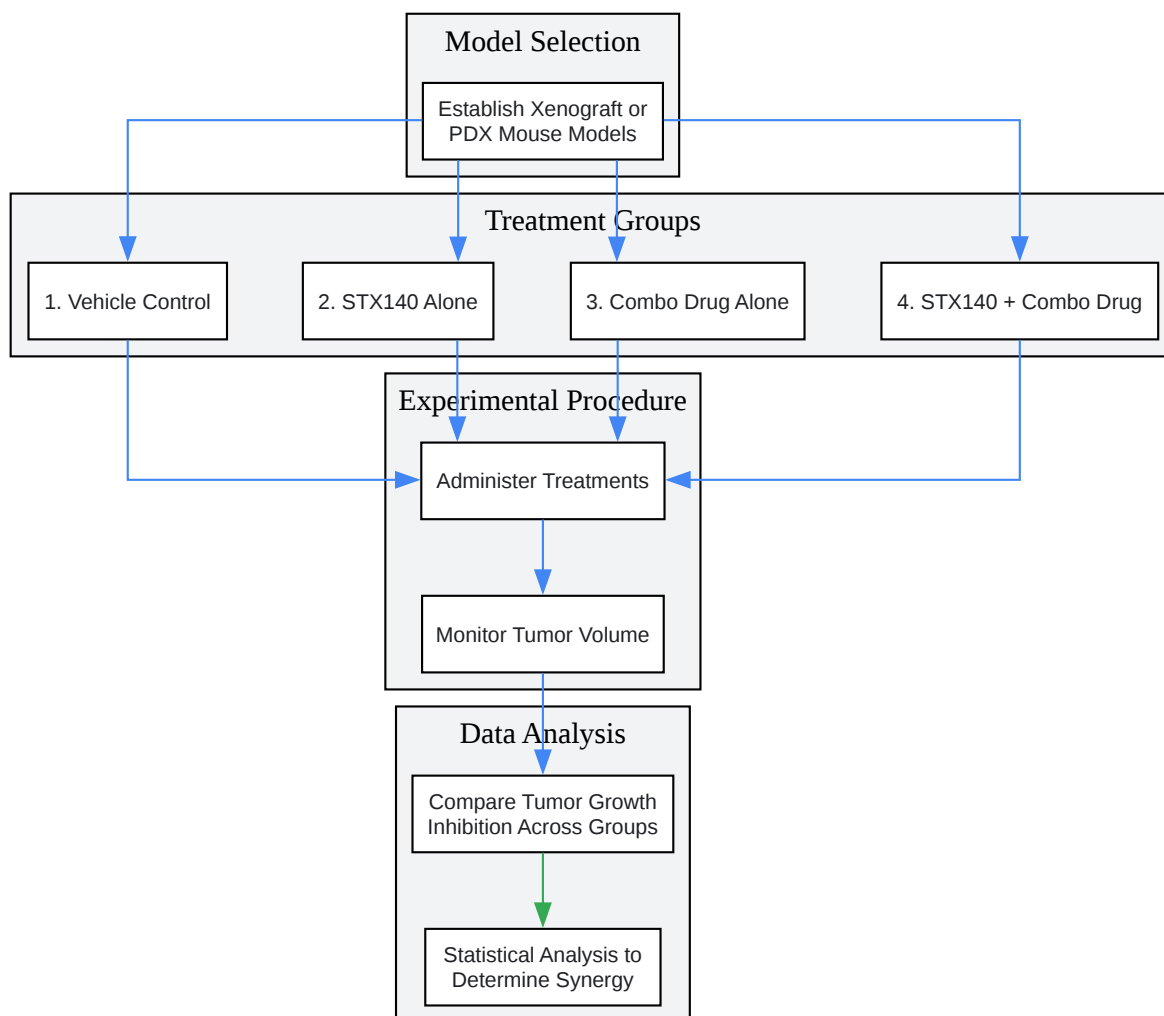 Model Selection
Establish Xenograft or
PDX Mouse Models
Treatment Groups
1. Vehicle Control
2. STX140 Alone
3. Combo Drug Alone
4. STX140 + Combo Drug
Experimental Procedure
Administer Treatments
Monitor Tumor Volume
Data Analysis
Compare Tumor Growth
Inhibition Across Groups
Statistical Analysis to
Determine Synergy